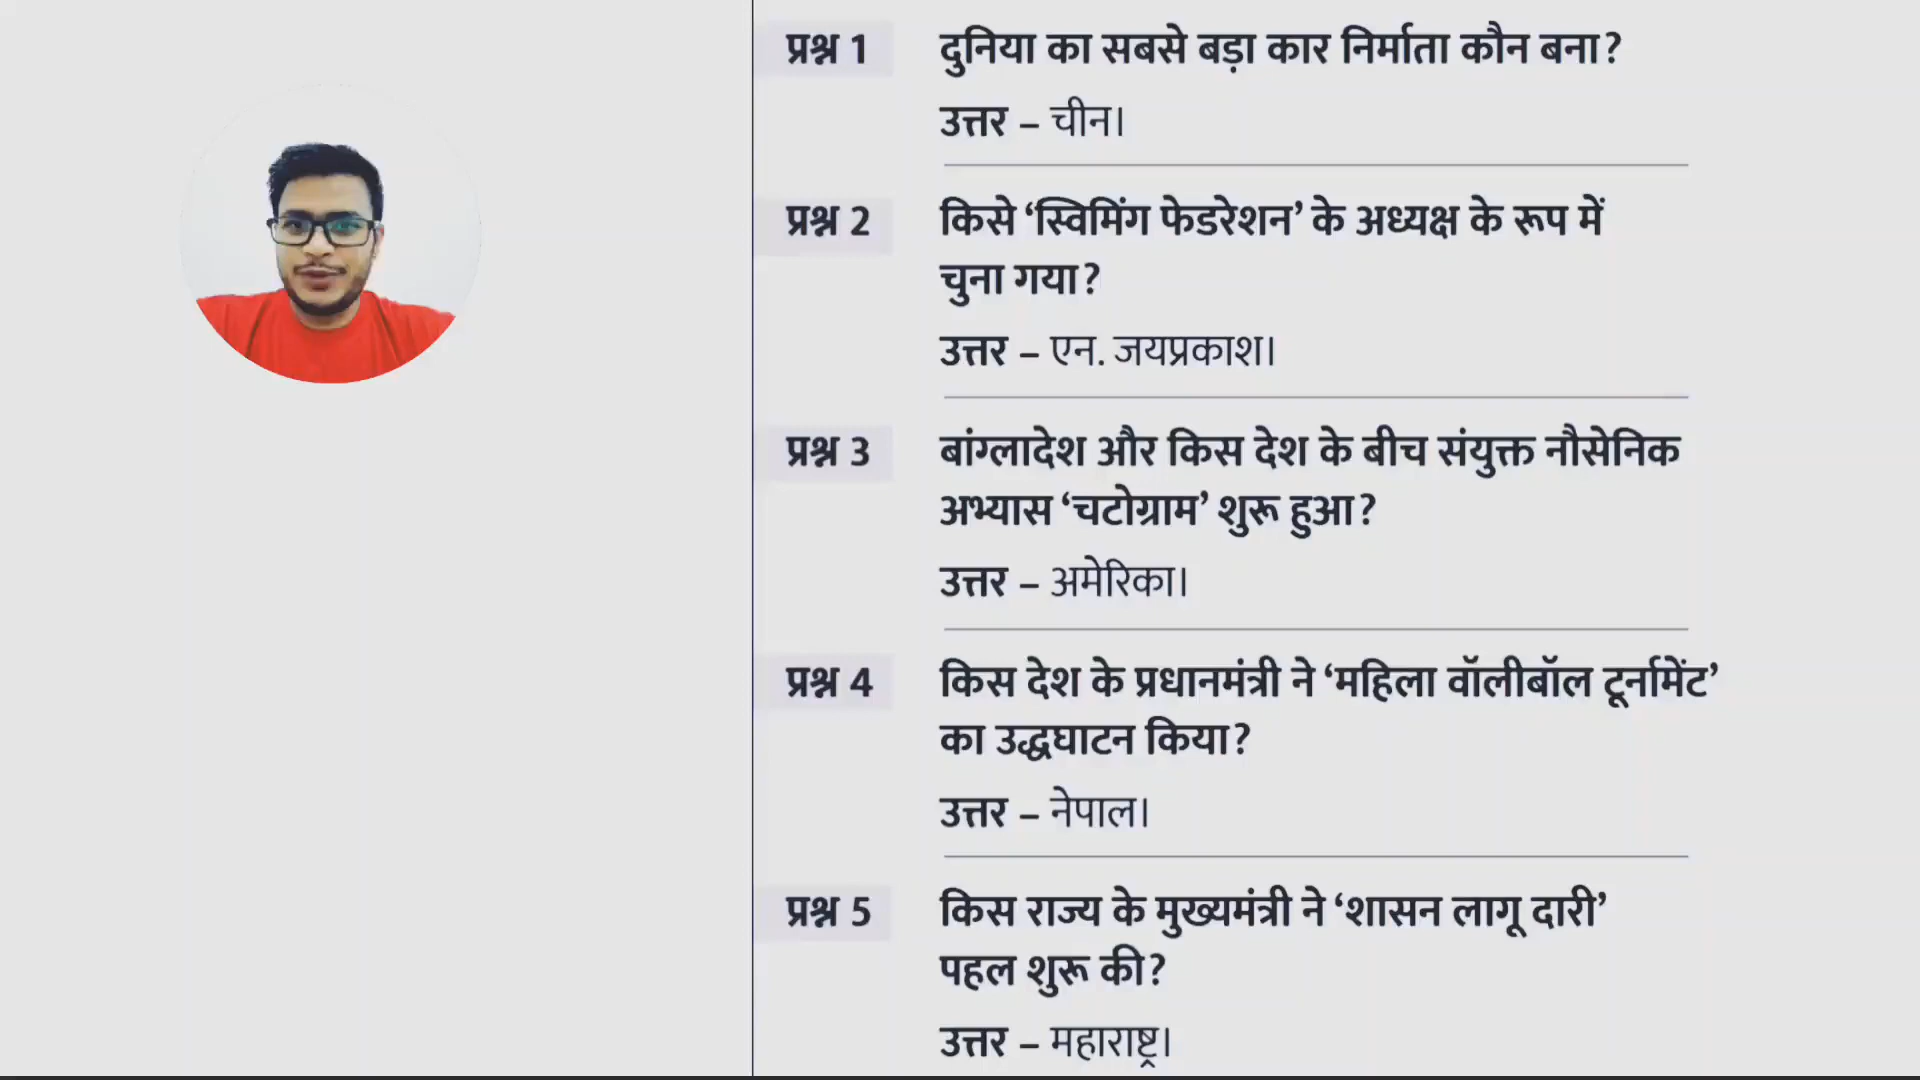 प्रश्न 1 दुनिया का सबसे बड़ा कार निर्माता कौन बना?
उत्तर – चीन।
प्रश्न 2 किसे ‘स्विमिंग फेडरेशन’ के अध्यक्ष के रूप में
चुना गया?
उत्तर – एन. जयप्रकाश।
प्रश्न 3 बांग्लादेश और किस देश के बीच संयुक्त नौसेनिक
अभ्यास ‘चटोग्राम’ शुरू हुआ?
उत्तर – अमेरिका।
प्रश्न 4 किस देश के प्रधानमंत्री ने ‘महिला वॉलीबॉल टूर्नामेंट’
का उद्धघाटन किया?
उत्तर – नेपाल।
प्रश्न 5 किस राज्य के मुख्यमंत्री ने ‘शासन लागू दारी’
पहल शुरू की?
उत्तर – महाराष्ट्र।